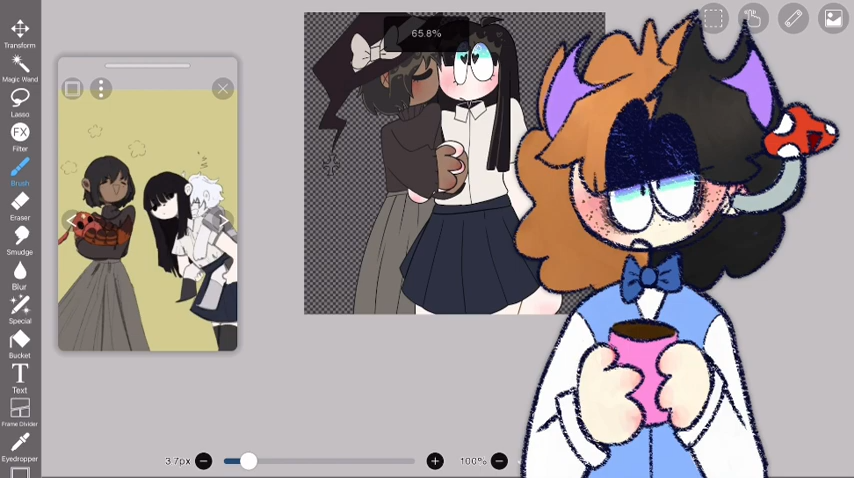 65.8%
Transform
Magic Wand
Lasso
FX
Filter
Brush
Eraser
Smudge
Blur
Special
Bucket
T
Text
Frame Divider
Eyedropper
3.7px
100%